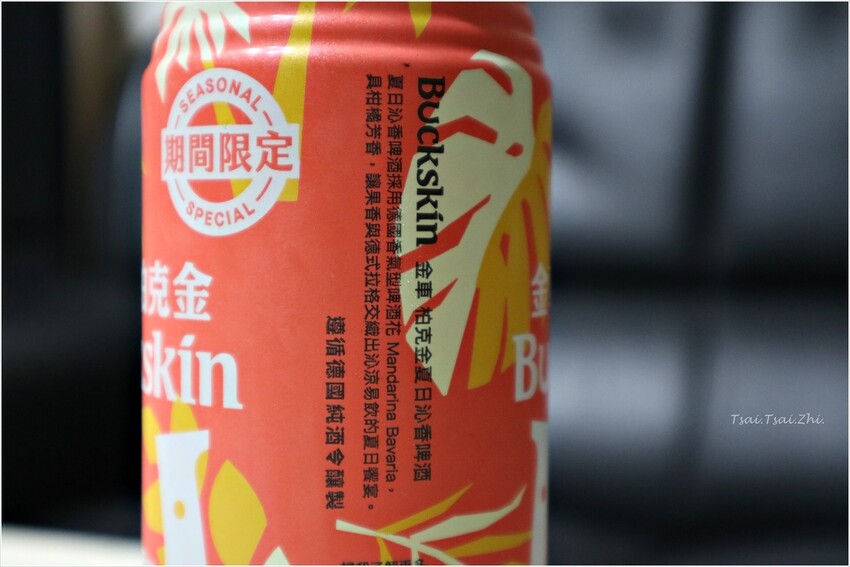 SEASONAL
期間限定
SPECIAL
柏克金
skín
Buckskín 金車 柏克金夏日沁香啤酒
夏日沁香啤酒採用德國香氣型啤酒花 Mandarina Bavaria，
具柑橘芳香，讓果香與德式拉格交織出沁涼易飲的夏日饗宴。
遵循德國純酒令釀製
金
Bu
Tsai.Tsai.Zhi.